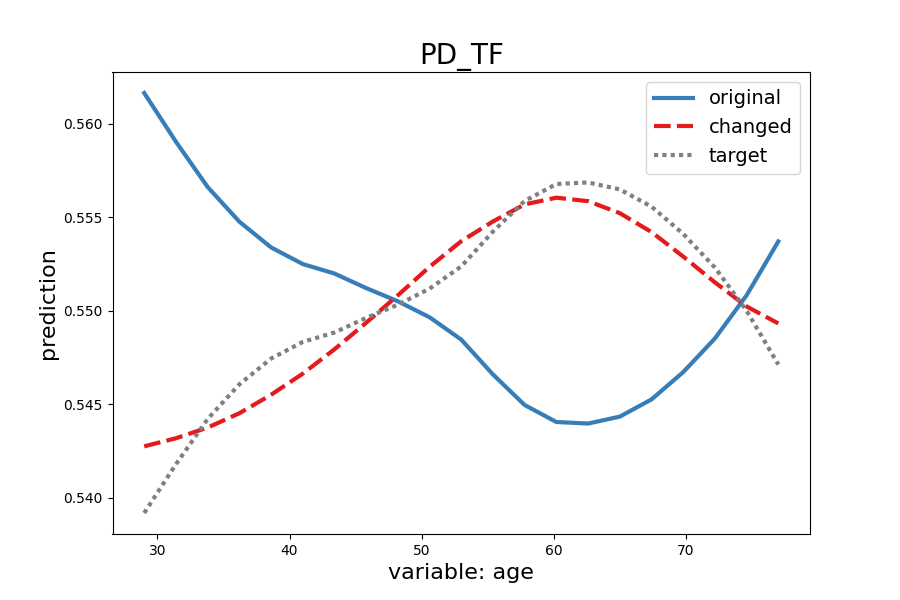 PD_TF
original
changed
target
prediction
0.560
0.555
0.550
0.545
0.540
30 40 50 60 70
variable: age